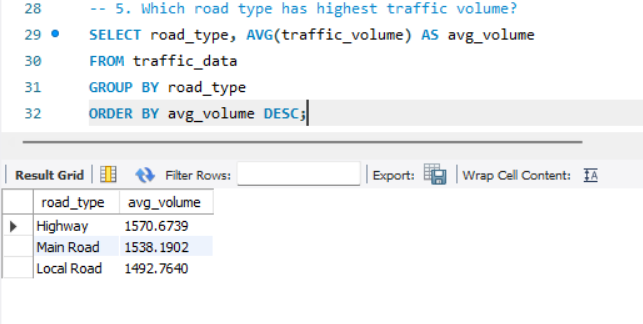 28 -- 5. Which road type has highest traffic volume?
29 SELECT road_type, AVG(traffic_volume) AS avg_volume
30 FROM traffic_data
31 GROUP BY road_type
32 ORDER BY avg_volume DESC;
Result Grid Filter Rows: Export: Wrap Cell Content: IA
road_type avg_volume
Highway 1570.6739
Main Road 1538.1902
Local Road 1492.7640